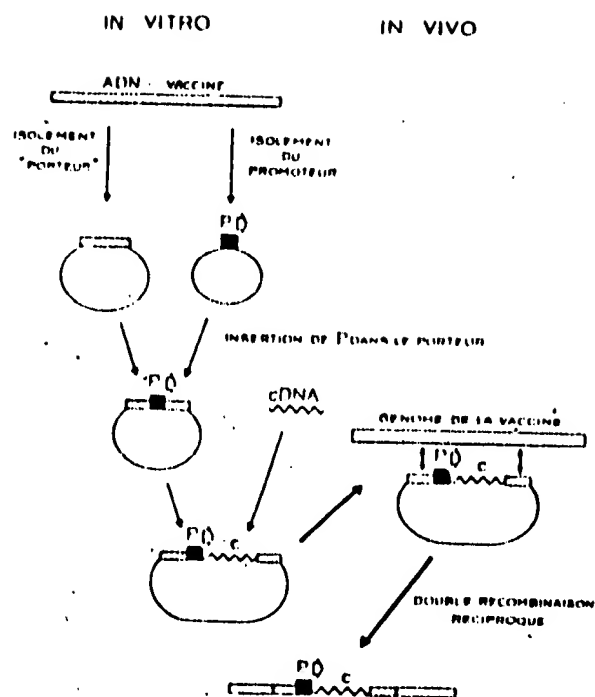 IN VITRO
IN VIVO
ADN - VACCINE
ISOLEMENT
DU
"PORTEUR"
ISOLEMENT
DU
PROMOTEUR
P
INSERTION DE P DANS LE PORTEUR
P
cDNA
GENOME DE LA VACCINE
P c
P c
DOUBLE RECOMBINAISON
RECIPROQUE
P c